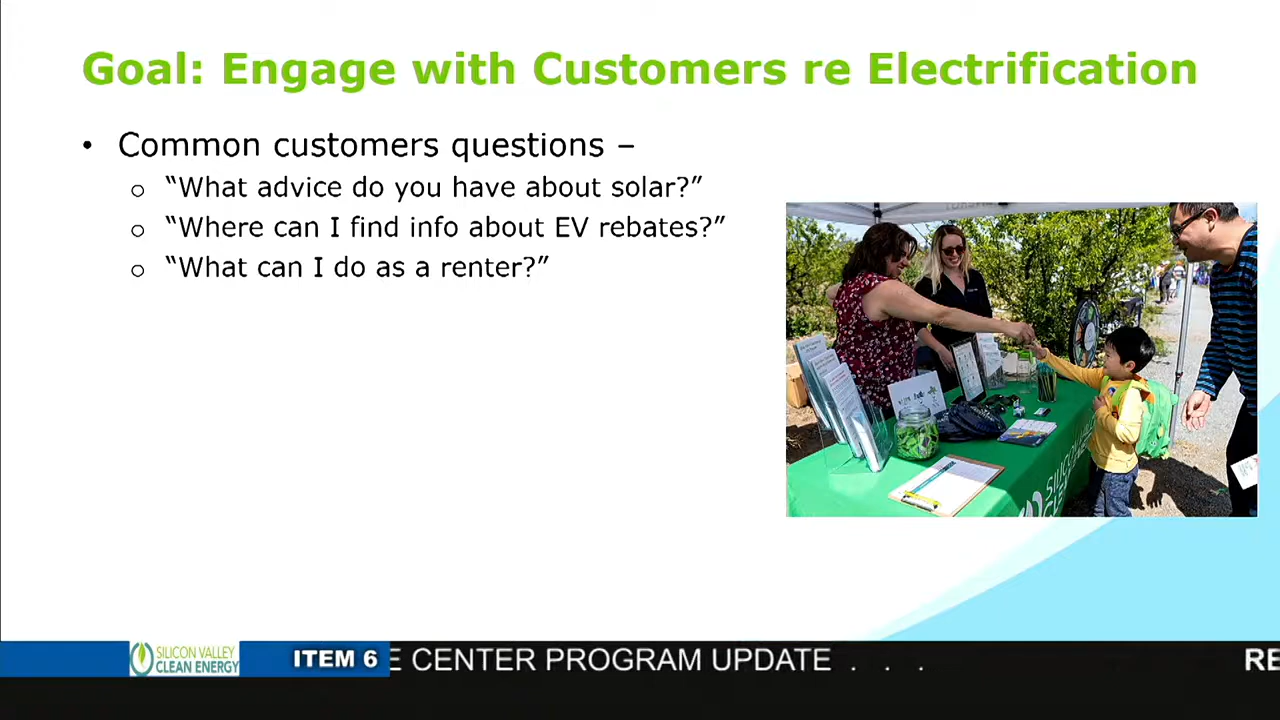 Goal: Engage with Customers re Electrification
• Common customers questions –
o “What advice do you have about solar?”
o “Where can I find info about EV rebates?”
o “What can I do as a renter?”
SILICON
CLE
SILICON VALLEY
CLEAN ENERGY
ITEM 6
E CENTER PROGRAM UPDATE . . .
RE